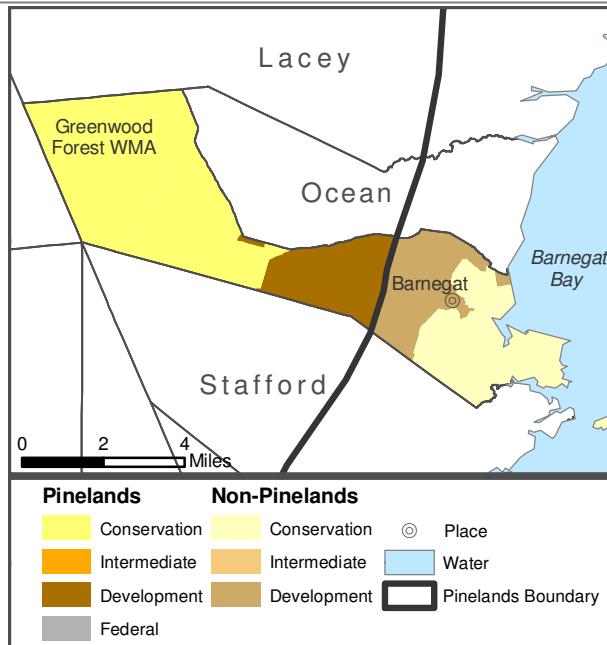 Lacey
Greenwood
Forest WMA
Ocean
Barnegat
Barnegat
Bay
Stafford
0 2 4
Miles
Pinelands Non-Pinelands
Conservation Conservation Place
Intermediate Intermediate Water
Development Development Pinelands Boundary
Federal